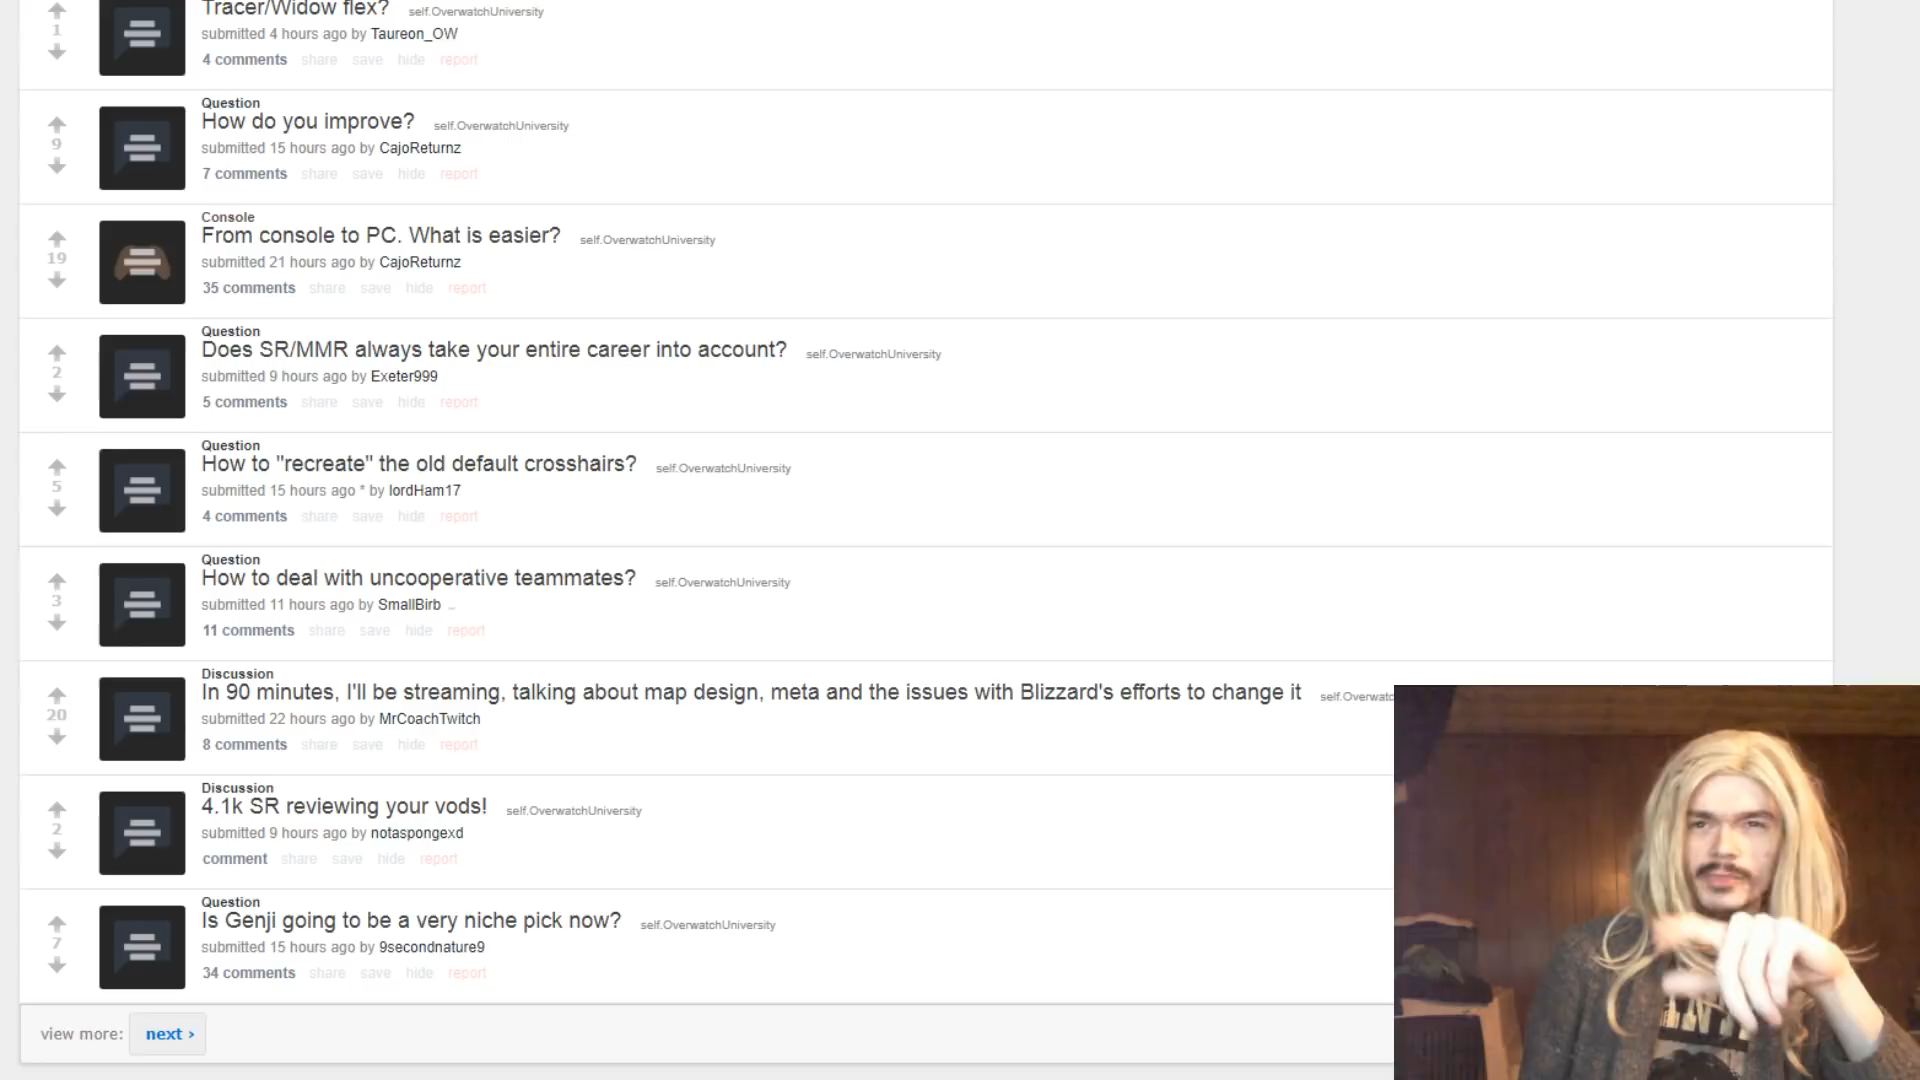 Tracer/Widow flex? self.OverwatchUniversity
1
submitted 4 hours ago by Taureon_OW
4 comments share save hide report
Question
How do you improve? self.OverwatchUniversity
9
submitted 15 hours ago by CajoReturnz
7 comments share save hide report
Console
From console to PC. What is easier? self.OverwatchUniversity
19
submitted 21 hours ago by CajoReturnz
35 comments share save hide report
Question
Does SR/MMR always take your entire career into account? self.OverwatchUniversity
2
submitted 9 hours ago by Exeter999
5 comments share save hide report
Question
How to "recreate" the old default crosshairs? self.OverwatchUniversity
5
submitted 15 hours ago * by lordHam17
4 comments share save hide report
Question
How to deal with uncooperative teammates? self.OverwatchUniversity
3
submitted 11 hours ago by SmallBirb
11 comments share save hide report
Discussion
In 90 minutes, I'll be streaming, talking about map design, meta and the issues with Blizzard's efforts to change it self.Overwatc
20
submitted 22 hours ago by MrCoachTwitch
8 comments share save hide report
Discussion
4.1k SR reviewing your vods! self.OverwatchUniversity
2
submitted 9 hours ago by notaspongexd
comment share save hide report
Question
Is Genji going to be a very niche pick now? self.OverwatchUniversity
7
submitted 15 hours ago by 9secondnature9
34 comments share save hide report
view more: next ›